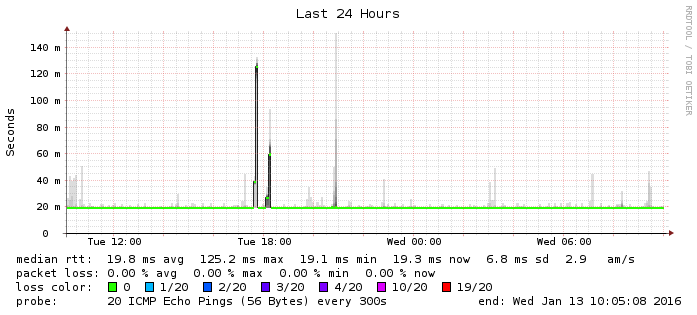 Last 24 Hours
RRDTOOL / TOBI OETIKER
Seconds
140 m
120 m
100 m
80 m
60 m
40 m
20 m
0
Tue 12:00 Tue 18:00 Wed 00:00 Wed 06:00
median rtt: 19.8 ms avg 125.2 ms max 19.1 ms min 19.3 ms now 6.8 ms sd 2.9 am/s
packet loss: 0.00 % avg 0.00 % max 0.00 % min 0.00 % now
loss color: 0 1/20 2/20 3/20 4/20 10/20 19/20
probe: 20 ICMP Echo Pings (56 Bytes) every 300s end: Wed Jan 13 10:05:08 2016